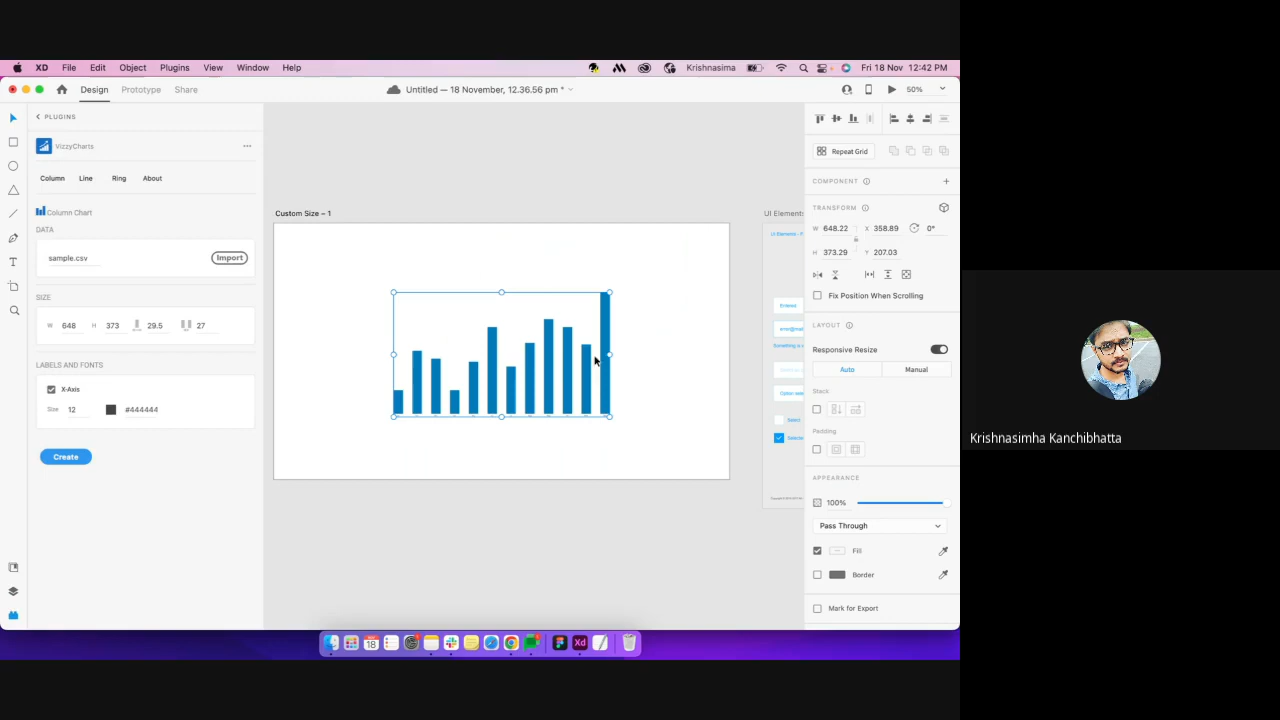 XD File Edit Object Plugins View Window Help Krishnasima Fri 18 Nov 12:42 PM
Design Prototype Share Untitled — 18 November, 12.36.56 pm * 50%
PLUGINS
VizzyCharts
Column Line Ring About
Column Chart
DATA
sample.csv Import
SIZE
W 648 H 373 29.5 27
LABELS AND FONTS
X-Axis
Size 12 #444444
Create
Custom Size – 1
UI Elements
Repeat Grid
COMPONENT
TRANSFORM
W 648.22 X 358.89 0°
H 373.29 Y 207.03
Fix Position When Scrolling
LAYOUT
Responsive Resize
Auto Manual
Stack
Padding
APPEARANCE
100%
Pass Through
Fill
Border
Mark for Export
Krishnasimha Kanchibhatta